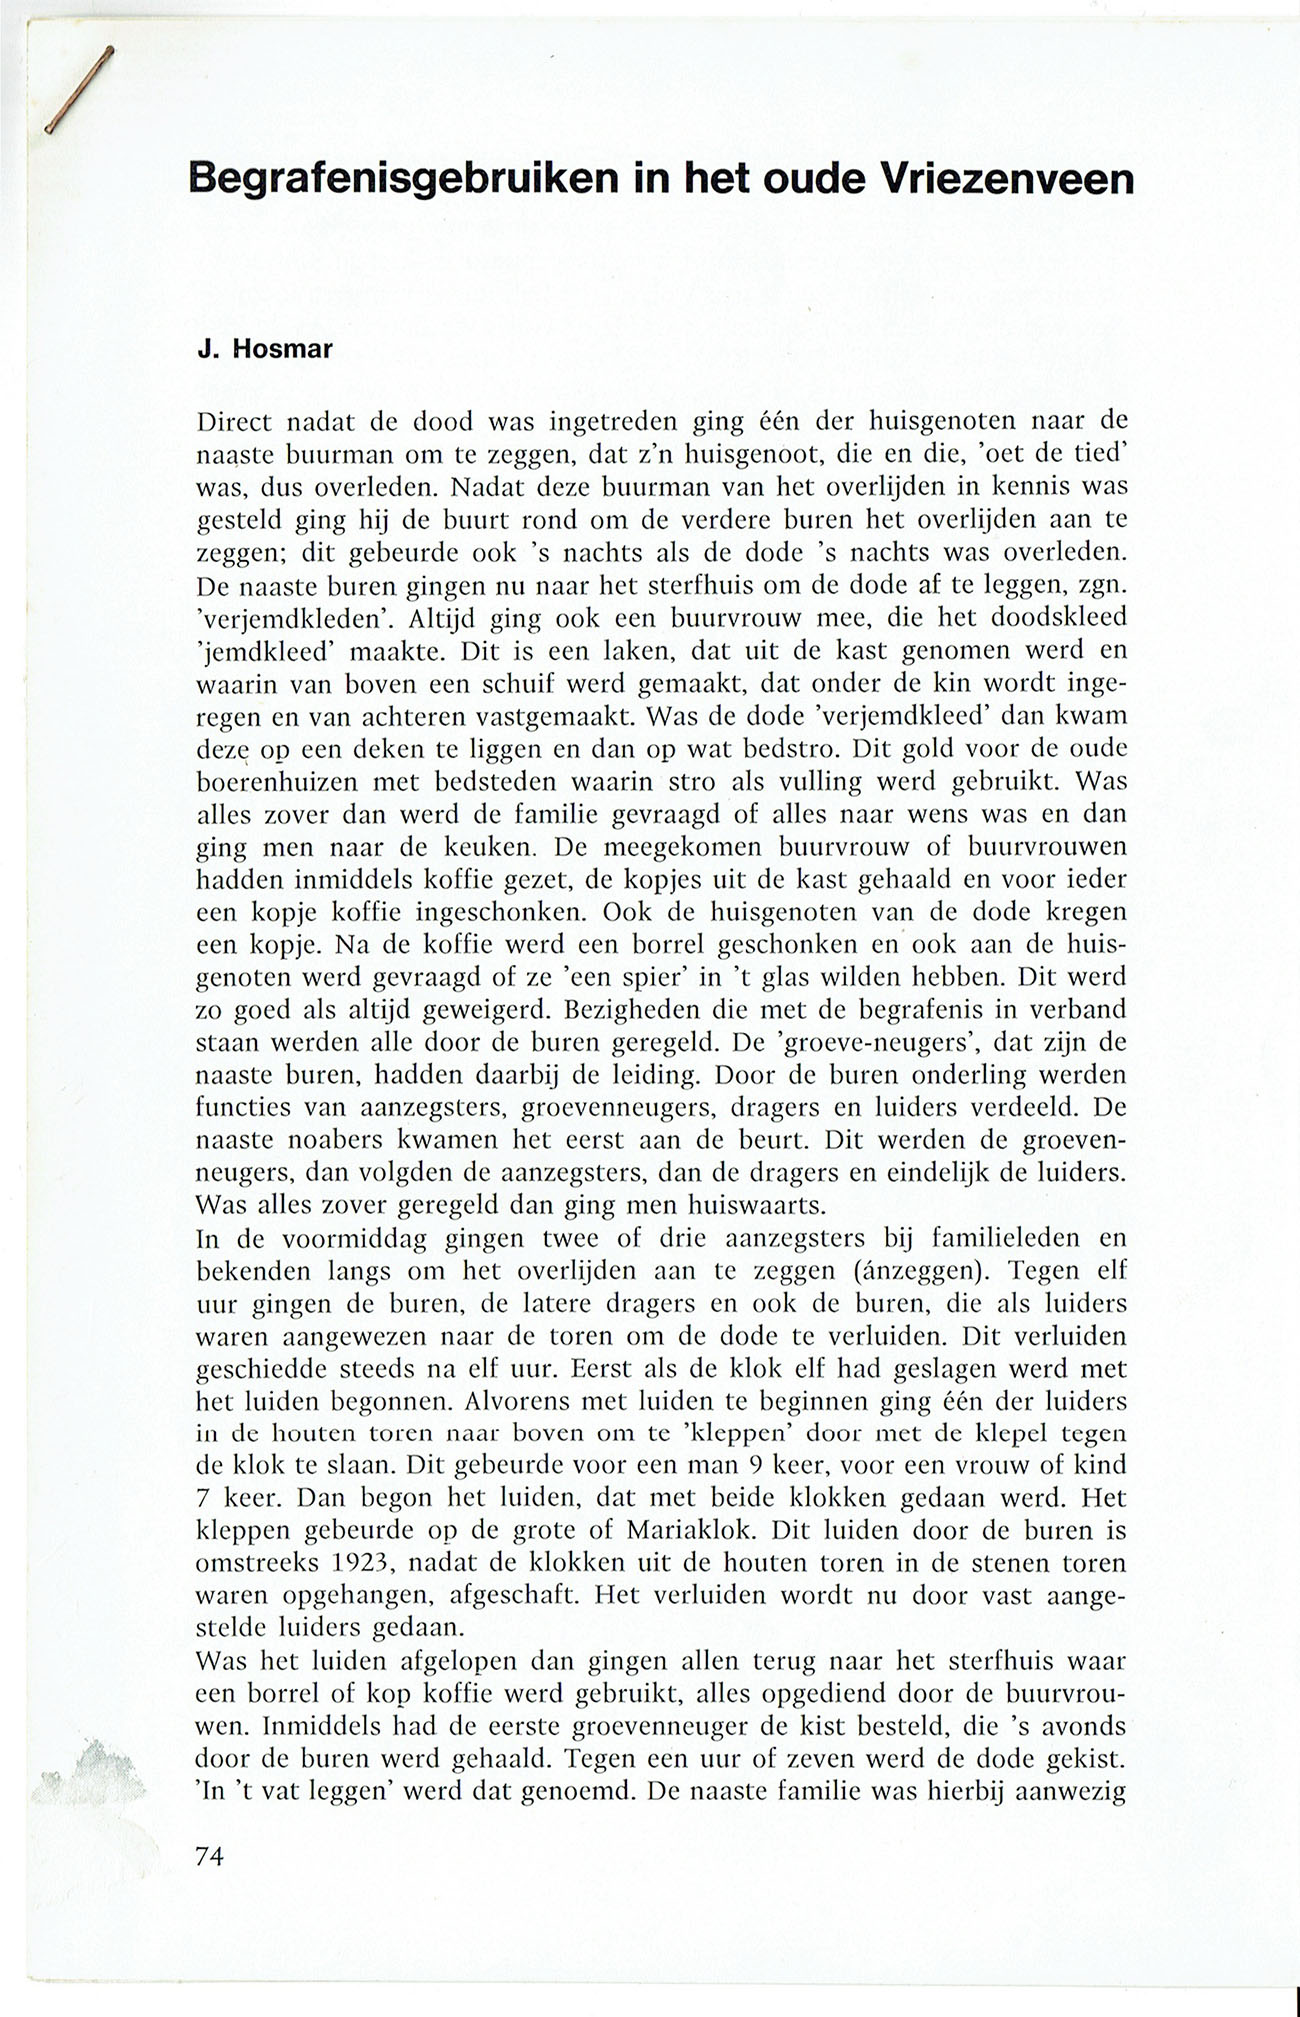 Begrafenisgebruiken in het oude Vriezenveen
J. Hosmar
Direct nadat de dood was ingetreden ging één der huisgenoten naar de
naaste buurman om te zeggen, dat z'n huisgenoot, die en die, 'oet de tied'
was, dus overleden. Nadat deze buurman van het overlijden in kennis was
gesteld ging hij de buurt rond om de verdere buren het overlijden aan te
zeggen; dit gebeurde ook 's nachts als de dode 's nachts was overleden.
De naaste buren gingen nu naar het sterfhuis om de dode af te leggen, zgn.
'verjemdkleden'. Altijd ging ook een buurvrouw mee, die het doodskleed
'jemdkleed' maakte. Dit is een laken, dat uit de kast genomen werd en
waarin van boven een schuif werd gemaakt, dat onder de kin wordt inge-
regen en van achteren vastgemaakt. Was de dode 'verjemdkleed' dan kwam
deze op een deken te liggen en dan op wat bedstro. Dit gold voor de oude
boerenhuizen met bedsteden waarin stro als vulling werd gebruikt. Was
alles zover dan werd de familie gevraagd of alles naar wens was en dan
ging men naar de keuken. De meegekomen buurvrouw of buurvrouwen
hadden inmiddels koffie gezet, de kopjes uit de kast gehaald en voor ieder
een kopje koffie ingeschonken. Ook de huisgenoten van de dode kregen
een kopje. Na de koffie werd een borrel geschonken en ook aan de huis-
genoten werd gevraagd of ze 'een spier' in 't glas wilden hebben. Dit werd
zo goed als altijd geweigerd. Bezigheden die met de begrafenis in verband
staan werden alle door de buren geregeld. De 'groeve-neugers', dat zijn de
naaste buren, hadden daarbij de leiding. Door de buren onderling werden
functies van aanzegsters, groevenneugers, dragers en luiders verdeeld. De
naaste noabers kwamen het eerst aan de beurt. Dit werden de groeven-
neugers, dan volgden de aanzegsters, dan de dragers en eindelijk de luiders.
Was alles zover geregeld dan ging men huiswaarts.
In de voormiddag gingen twee of drie aanzegsters bij familieleden en
bekenden langs om het overlijden aan te zeggen (ánzeggen). Tegen elf
uur gingen de buren, de latere dragers en ook de buren, die als luiders
waren aangewezen naar de toren om de dode te verluiden. Dit verluiden
geschiedde steeds na elf uur. Eerst als de klok elf had geslagen werd met
het luiden begonnen. Alvorens met luiden te beginnen ging één der luiders
in de houten toren naar boven om te 'kleppen' door met de klepel tegen
de klok te slaan. Dit gebeurde voor een man 9 keer, voor een vrouw of kind
7 keer. Dan begon het luiden, dat met beide klokken gedaan werd. Het
kleppen gebeurde op de grote of Mariaklok. Dit luiden door de buren is
omstreeks 1923, nadat de klokken uit de houten toren in de stenen toren
waren opgehangen, afgeschaft. Het verluiden wordt nu door vast aange-
stelde luiders gedaan.
Was het luiden afgelopen dan gingen allen terug naar het sterfhuis waar
een borrel of kop koffie werd gebruikt, alles opgediend door de buurvrou-
wen. Inmiddels had de eerste groevenneuger de kist besteld, die 's avonds
door de buren werd gehaald. Tegen een uur of zeven werd de dode gekist.
'In 't vat leggen' werd dat genoemd. De naaste familie was hierbij aanwezig
74